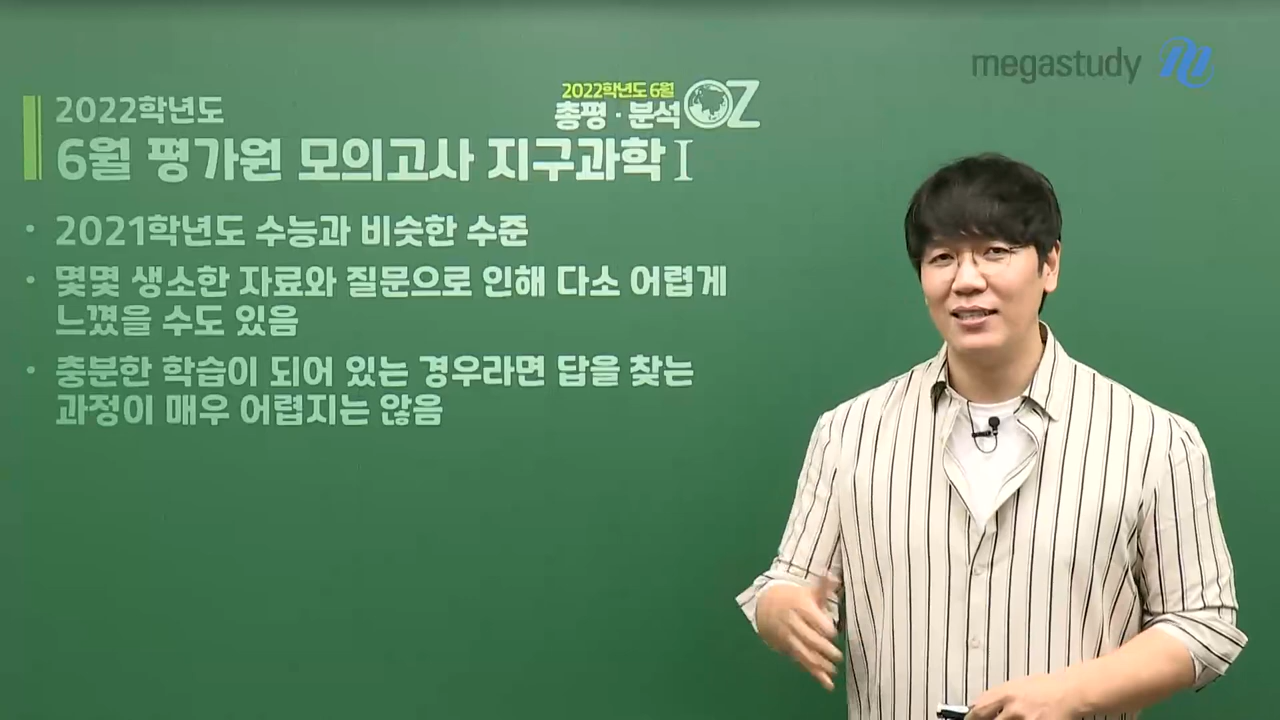 megastudy
2022학년도 6월
총평·분석 OZ
2022학년도
6월 평가원 모의고사 지구과학Ⅰ
• 2021학년도 수능과 비슷한 수준
• 몇몇 생소한 자료와 질문으로 인해 다소 어렵게
느꼈을 수도 있음
• 충분한 학습이 되어 있는 경우라면 답을 찾는
과정이 매우 어렵지는 않음